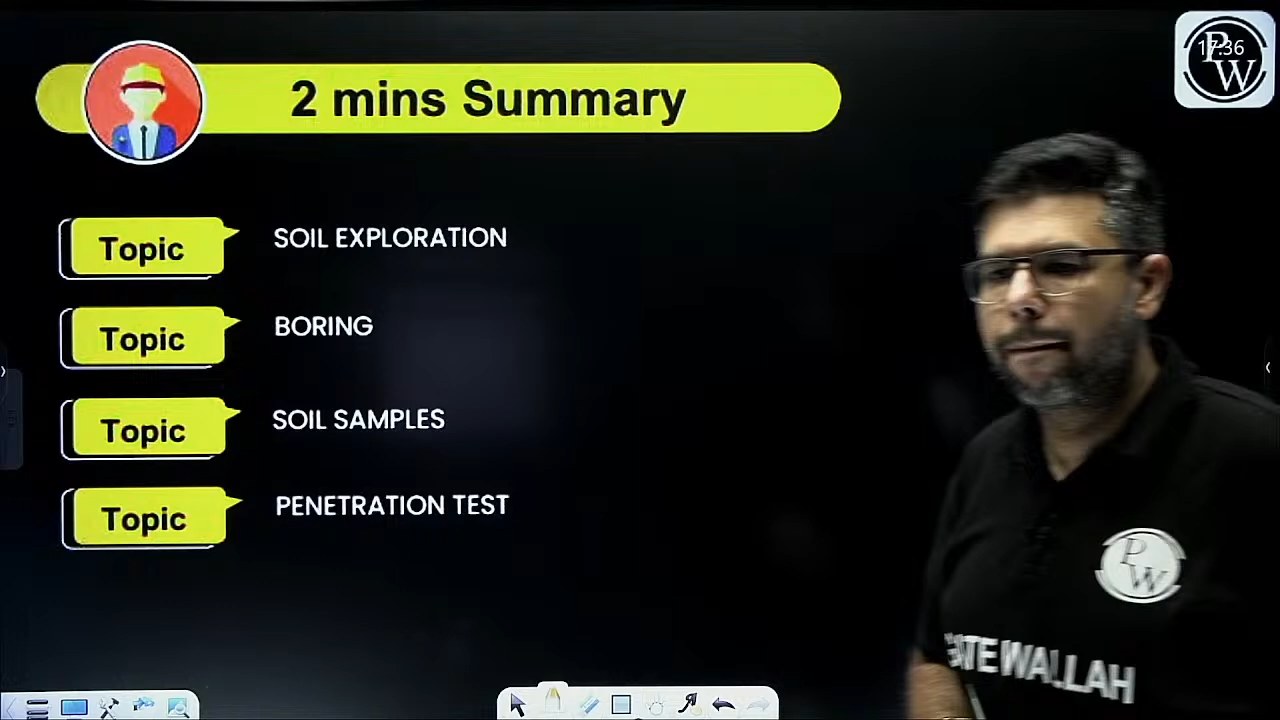 2 mins Summary
17:36
PW
Topic
SOIL EXPLORATION
Topic
BORING
Topic
SOIL SAMPLES
Topic
PENETRATION TEST
PW
GATE WALLAH